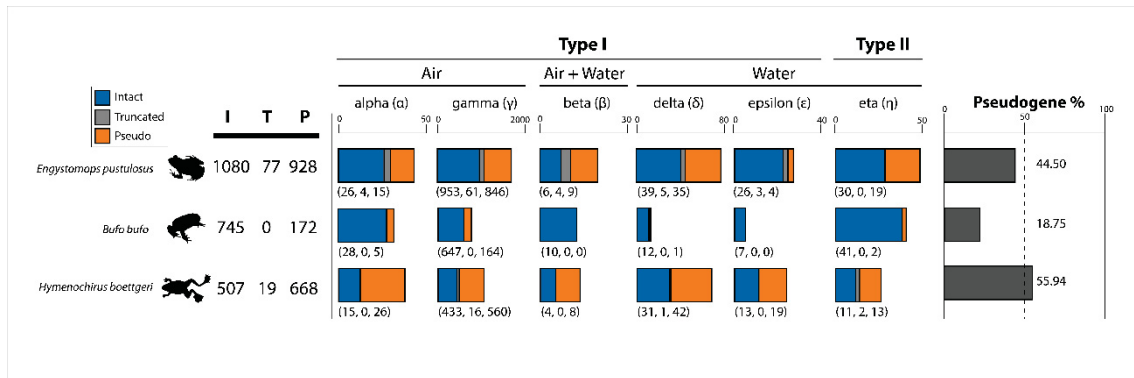 Type I Type II
Air Air + Water Water
Intact
Truncated
Pseudo
I T P
alpha (α) gamma (γ) beta (β) delta (δ) epsilon (ε) eta (η) Pseudogene %
0 50 0 2000 0 30 0 80 0 40 0 50 0 50 100
Engystomaps pustulosus 1080 77 928 44.50
(26, 4, 15) (953, 61, 846) (6, 4, 9) (39, 5, 35) (26, 3, 4) (30, 0, 19)
Bufo bufo 745 0 172 18.75
(28, 0, 5) (647, 0, 164) (10, 0, 0) (12, 0, 1) (7, 0, 0) (41, 0, 2)
Hymenochirus boettgeri 507 19 668 55.94
(15, 0, 26) (433, 16, 560) (4, 0, 8) (31, 1, 42) (13, 0, 19) (11, 2, 13)